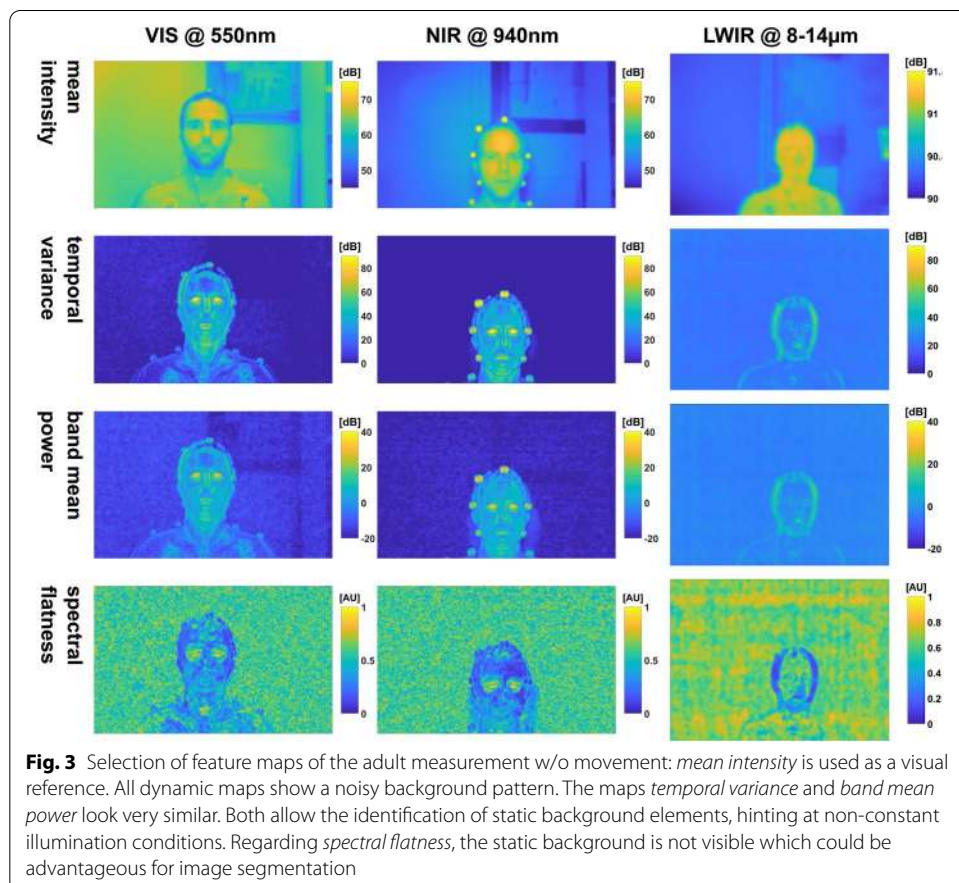 VIS @ 550nm NIR @ 940nm LWIR @ 8-14µm
mean intensity
[dB] 70 60 50
[dB] 70 60 50
[dB] 91. 91 90. 90
temporal variance
[dB] 80 60 40 20 0
[dB] 80 60 40 20 0
[dB] 80 60 40 20 0
band mean power
[dB] 40 20 0 -20
[dB] 40 20 0 -20
[dB] 40 20 0 -20
spectral flatness
[AU] 1 0.5 0
[AU] 1 0.5 0
[AU] 1 0.8 0.6 0.4 0.2 0
Fig. 3 Selection of feature maps of the adult measurement w/o movement: mean intensity is used as a visual
reference. All dynamic maps show a noisy background pattern. The maps temporal variance and band mean
power look very similar. Both allow the identification of static background elements, hinting at non-constant
illumination conditions. Regarding spectral flatness, the static background is not visible which could be
advantageous for image segmentation